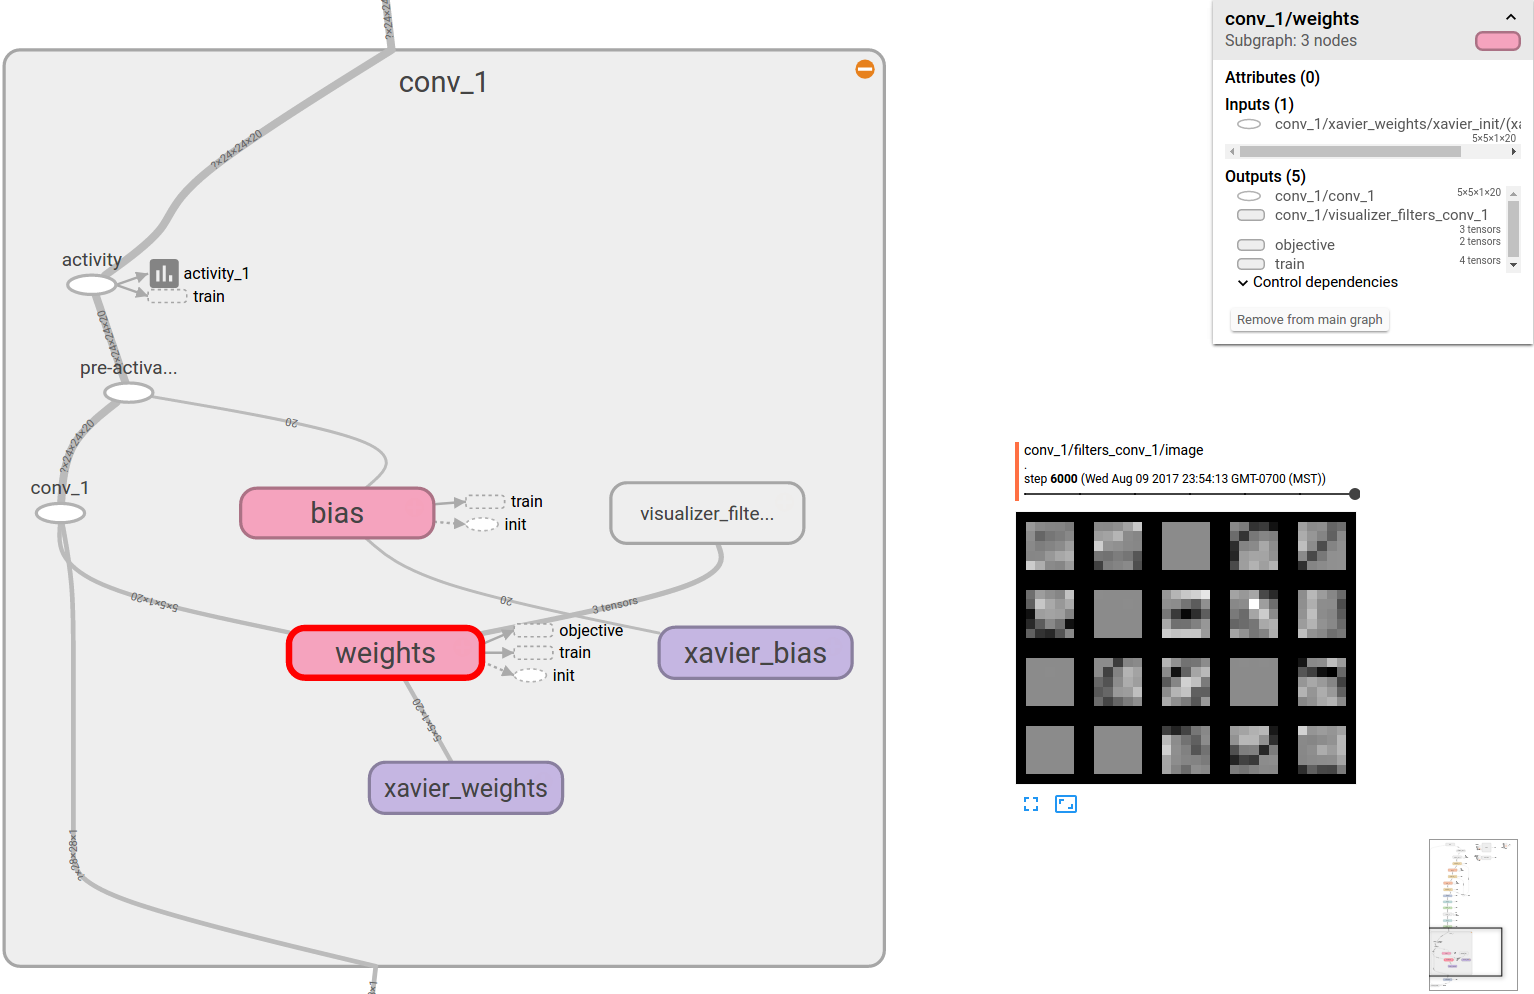 ?×24×24
conv_1
?×24×24×20
activity
activity_1
train
?×24×24×20
pre-activa...
20
?×24×24×20
conv_1
bias
train
init
visualizer_filte...
5×5×1×20
20
3 tensors
weights
objective
train
init
xavier_bias
5×5×1×20
xavier_weights
?×28×28×1
conv_1/weights
Subgraph: 3 nodes
Attributes (0)
Inputs (1)
conv_1/xavier_weights/xavier_init/(xa
5×5×1×20
Outputs (5)
conv_1/conv_1 5×5×1×20
conv_1/visualizer_filters_conv_1
3 tensors
objective 2 tensors
train 4 tensors
Control dependencies
Remove from main graph
conv_1/filters_conv_1/image
.
step 6000 (Wed Aug 09 2017 23:54:13 GMT-0700 (MST))